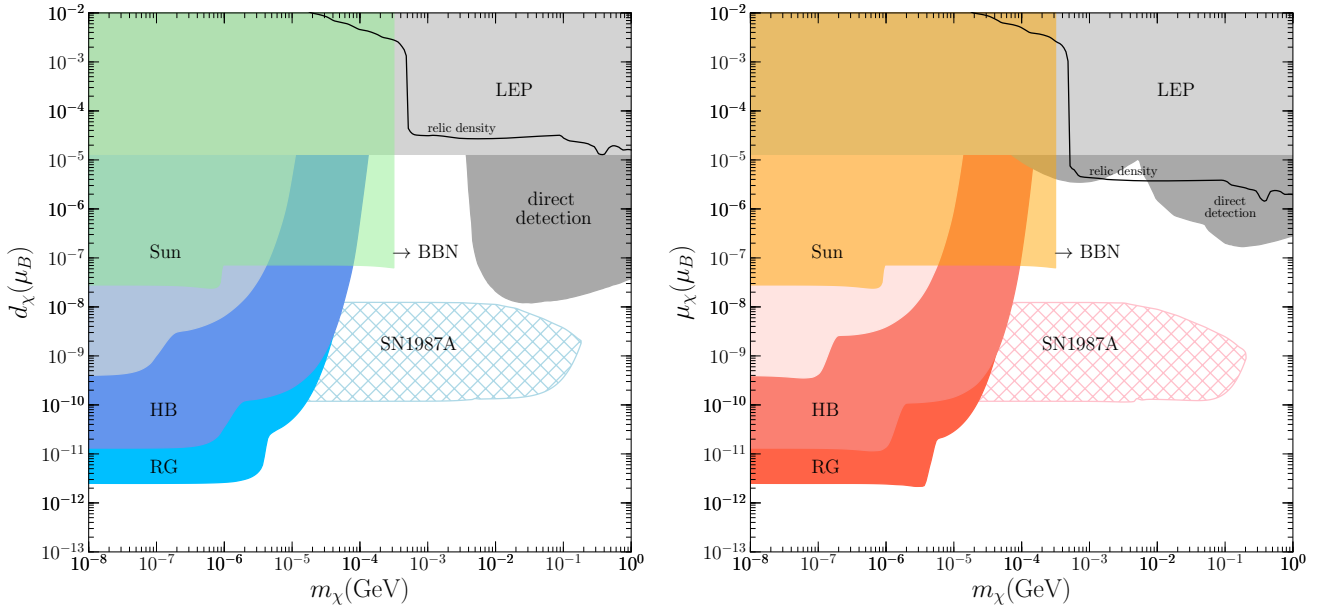 10⁻²
10⁻³
10⁻⁴
10⁻⁵
10⁻⁶
10⁻⁷
10⁻⁸
10⁻⁹
10⁻¹⁰
10⁻¹¹
10⁻¹²
10⁻¹³
d_χ(μ_B)
LEP
relic density
direct
detection
Sun
→ BBN
SN1987A
HB
RG
10⁻⁸ 10⁻⁷ 10⁻⁶ 10⁻⁵ 10⁻⁴ 10⁻³ 10⁻² 10⁻¹ 10⁰
m_χ(GeV)
10⁻²
10⁻³
10⁻⁴
10⁻⁵
10⁻⁶
10⁻⁷
10⁻⁸
10⁻⁹
10⁻¹⁰
10⁻¹¹
10⁻¹²
10⁻¹³
μ_χ(μ_B)
LEP
relic density
direct
detection
Sun
→ BBN
SN1987A
HB
RG
10⁻⁸ 10⁻⁷ 10⁻⁶ 10⁻⁵ 10⁻⁴ 10⁻³ 10⁻² 10⁻¹ 10⁰
m_χ(GeV)